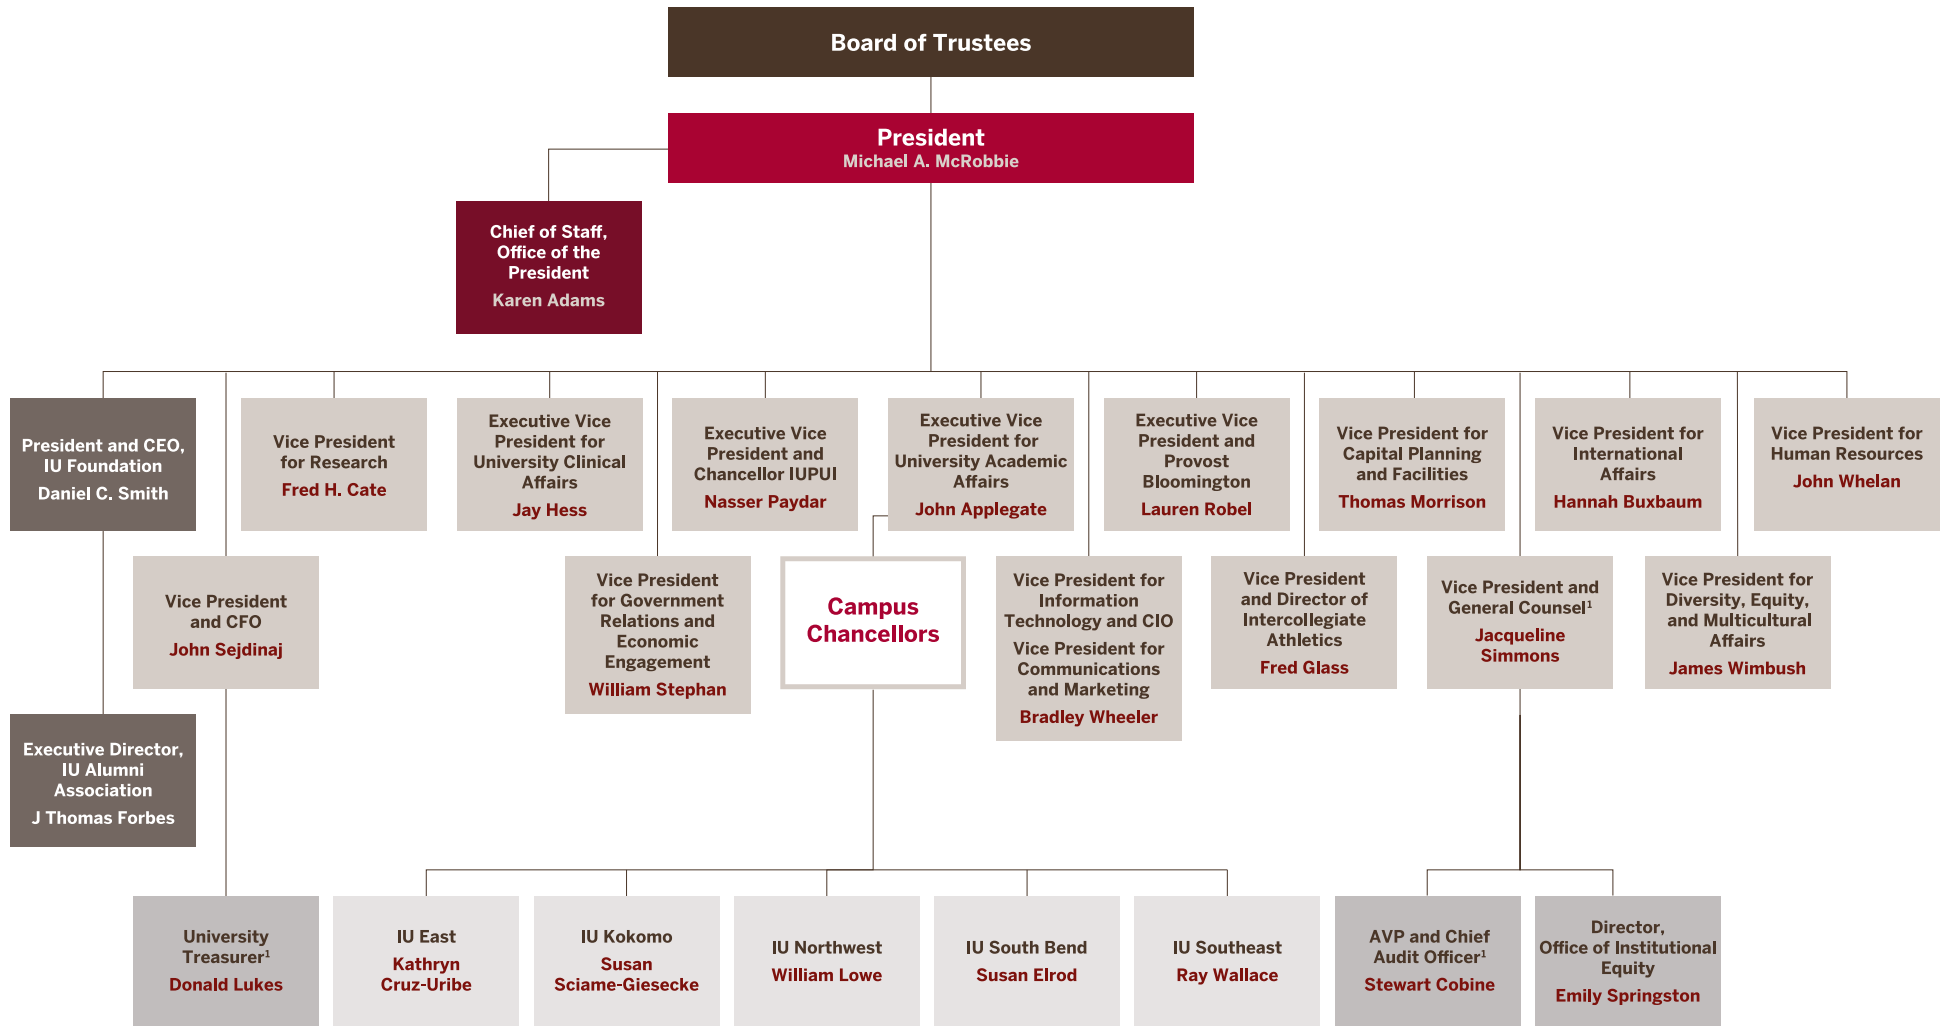 Board of Trustees
President
Michael A. McRobbie
Chief of Staff,
Office of the
President
Karen Adams
President and CEO,
IU Foundation
Daniel C. Smith
Vice President
for Research
Fred H. Cate
Executive Vice
President for
University Clinical
Affairs
Jay Hess
Executive Vice
President and
Chancellor IUPUI
Nasser Paydar
Executive Vice
President for
University Academic
Affairs
John Applegate
Executive Vice
President and
Provost
Bloomington
Lauren Robel
Vice President for
Capital Planning
and Facilities
Thomas Morrison
Vice President for
International
Affairs
Hannah Buxbaum
Vice President for
Human Resources
John Whelan
Vice President
and CFO
John Sejdinaj
Vice President
for Government
Relations and
Economic
Engagement
William Stephan
Campus
Chancellors
Vice President for
Information
Technology and CIO
Vice President for
Communications
and Marketing
Bradley Wheeler
Vice President
and Director of
Intercollegiate
Athletics
Fred Glass
Vice President and
General Counsel¹
Jacqueline
Simmons
Vice President for
Diversity, Equity,
and Multicultural
Affairs
James Wimbush
Executive Director,
IU Alumni
Association
J Thomas Forbes
University
Treasurer¹
Donald Lukes
IU East
Kathryn
Cruz-Uribe
IU Kokomo
Susan
Sciame-Giesecke
IU Northwest
William Lowe
IU South Bend
Susan Elrod
IU Southeast
Ray Wallace
AVP and Chief
Audit Officer¹
Stewart Cobine
Director,
Office of Institutional
Equity
Emily Springston